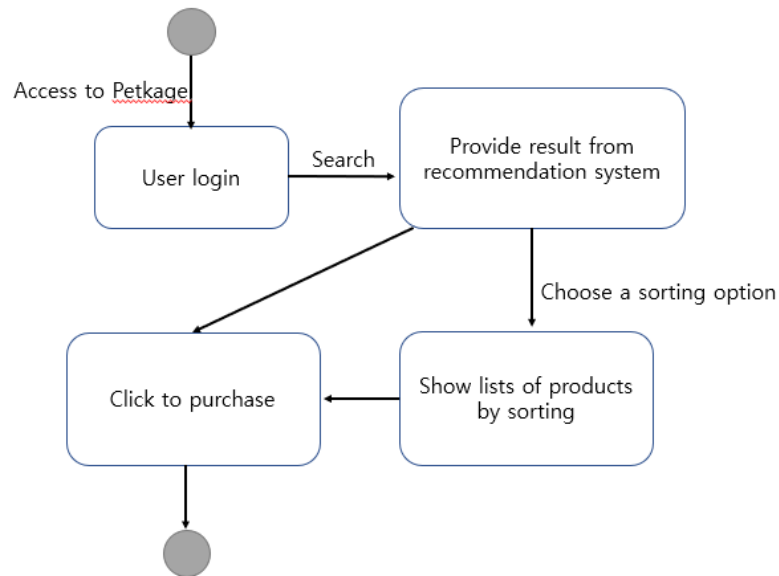 Access to Petkage
User login
Search
Provide result from
recommendation system
Choose a sorting option
Click to purchase
Show lists of products
by sorting